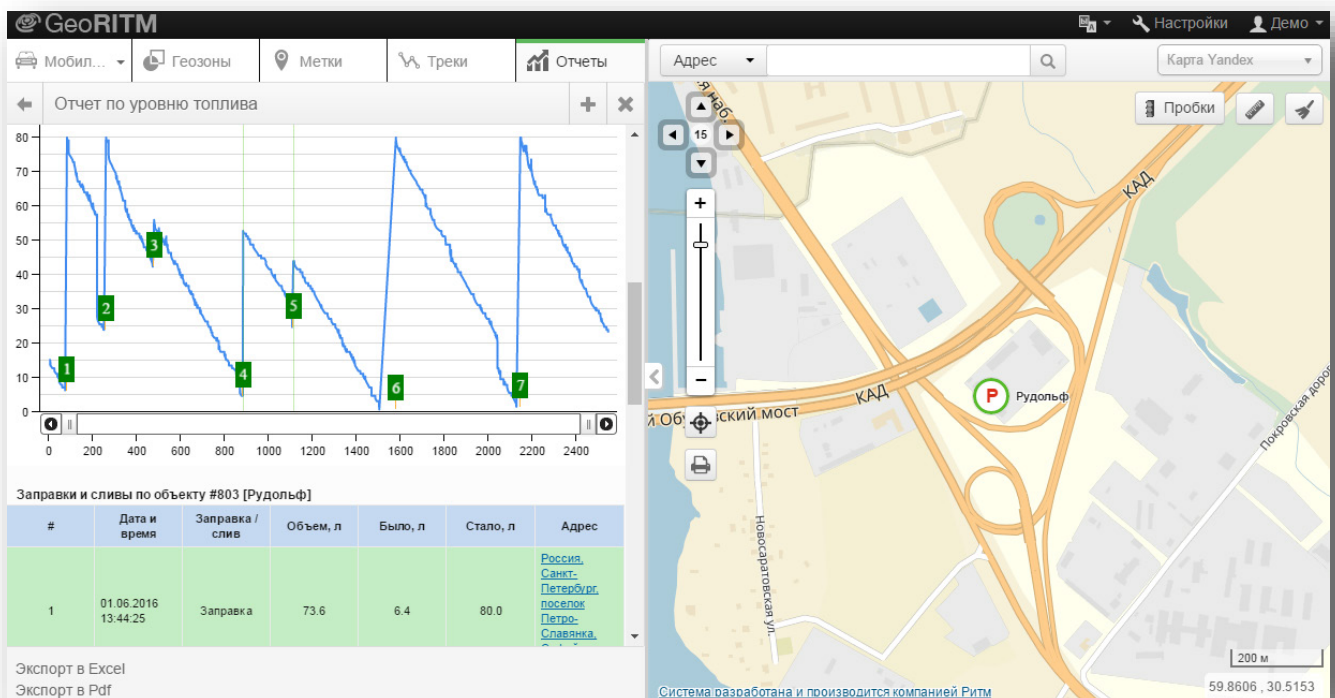 GeoRITM
Настройки
Демо
Мобил...
Геозоны
Метки
Треки
Отчеты
Отчет по уровню топлива
80
70
60
50
40
30
20
10
0
1
2
3
4
5
6
7
0 200 400 600 800 1000 1200 1400 1600 1800 2000 2200 2400
Заправки и сливы по объекту #803 [Рудольф]
# Дата и время Заправка / слив Объем, л Было, л Стало, л Адрес
1 01.06.2016 13:44:25 Заправка 73.6 6.4 80.0
Россия,
Санкт-
Петербург,
поселок
Петро-
Славянка,
Экспорт в Excel
Экспорт в Pdf
Адрес
Карта Yandex
Пробки
15
+
−
наб.
КАД
КАД
й Обу
ский мост
P Рудольф
Покровская дорог
Новосаратовская ул.
200 м
59.8606 , 30.5153
Система разработана и производится компанией Ритм